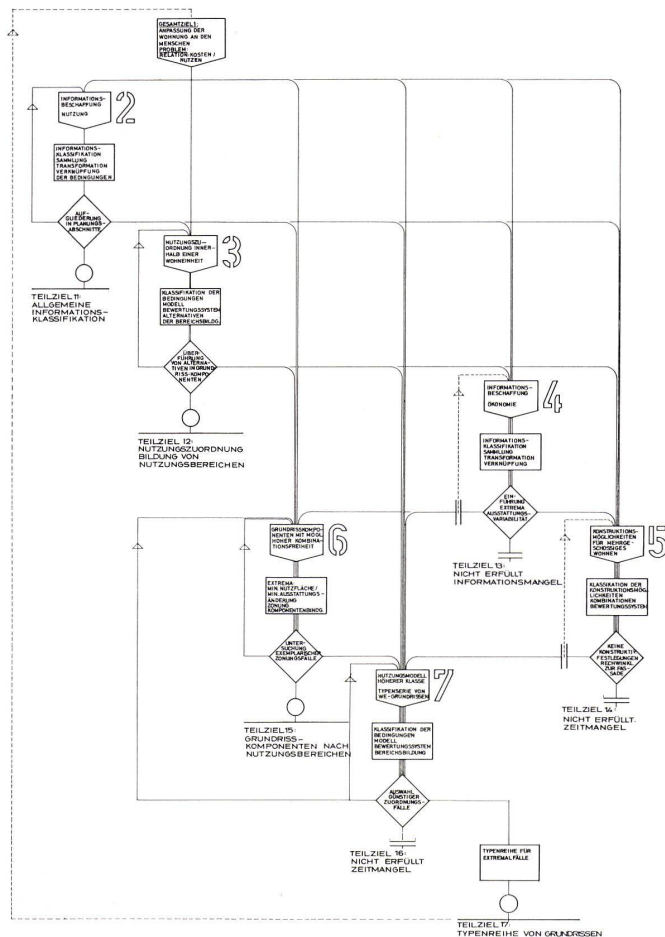 GESAMTZIEL 1:
ANPASSUNG DER
WOHNUNG AN DEN
MENSCHEN
PROBLEM:
RELATION-KOSTEN /
NUTZEN
2
INFORMATIONS-
BESCHAFFUNG
NUTZUNG
INFORMATIONS-
KLASSIFIKATION
SAMMLUNG
TRANSFORMATION
VERKNÜPFUNG
DER BEDINGUNGEN
AUF-
GLIEDERUNG
IN PLANUNGS-
ABSCHNITTE
TEILZIEL 11:
ALLGEMEINE
INFORMATIONS-
KLASSIFIKATION
3
NUTZUNGSZU-
ORDNUNG INNER-
HALB EINER
WOHNEINHEIT
KLASSIFIKATION DER
BEDINGUNGEN
MODELL
BEWERTUNGSSYSTEM
ALTERNATIVEN
DER BEREICHSBILDG.
ÜBER-
FÜHRUNG
VON ALTERNA-
TIVEN IN GRUND-
RISS-KOMPO-
NENTEN
TEILZIEL 12:
NUTZUNGSZUORDNUNG
BILDUNG VON
NUTZUNGSBEREICHEN
4
INFORMATIONS-
BESCHAFFUNG
ÖKONOMIE
INFORMATIONS-
KLASSIFIKATION
SAMMLUNG
TRANSFORMATION
VERKNÜPFUNG
EIN-
FÜHRUNG
EXTREMA
AUSSTATTUNGS-
VARIABILITÄT
TEILZIEL 13:
NICHT ERFÜLLT
INFORMATIONSMANGEL
5
KONSTRUKTIONS-
MÖGLICHKEITEN
FÜR MEHRGE-
SCHOSSIGES
WOHNEN
KLASSIKATION DER
KONSTRUKTIONSMÖG-
LICHKEITEN
KOMBINATIONEN
BEWERTUNGSSYSTEM
KEINE
KONSTRUKTIV.
FESTLEGUNGEN
RECHWINKL.
ZUR FAS-
SADE
TEILZIEL 14:
NICHT ERFÜLLT.
ZEITMANGEL
6
GRUNDRISSKOMPO-
NENTEN MIT MÖGL.
HOHER KOMBINA-
TIONSFREIHEIT
EXTREMA:
MIN. NUTZFLÄCHE /
MIN. AUSSTATTUNGS-
ÄNDERUNG
ZONUNG
KOMPONENTENBINDG.
UNTER-
SUCHUNG
EXEMPLARISCHER
ZONUNGSFÄLLE
TEILZIEL 15:
GRUNDRISS-
KOMPONENTEN NACH
NUTZUNGSBEREICHEN
7
NUTZUNGSMODELL
HÖHERER KLASSE
TYPENSERIE VON
WE-GRUNDRISSEN
KLASSIFIKATION DER
BEDINGUNGEN
MODELL
BEWERTUNGSSYSTEM
BEREICHSBILDUNG
AUSWAHL
GÜNSTIGER
ZUORDNUNGS-
FÄLLE
TEILZIEL 16:
NICHT ERFÜLLT
ZEITMANGEL
TYPENREIHE FÜR
EXTREMALFÄLLE
TEILZIEL 17:
TYPENREIHE VON GRUNDRISSEN